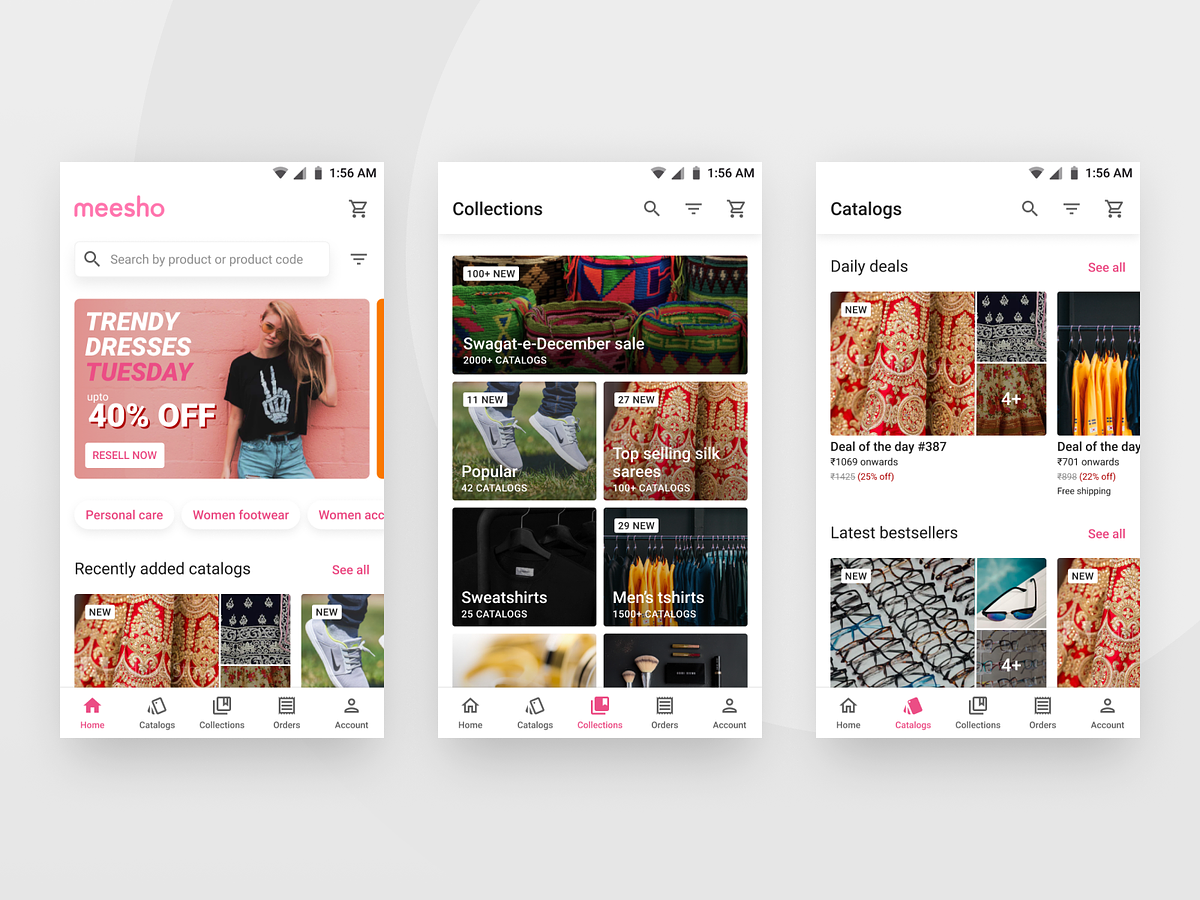 1:56 AM
meesho
Search by product or product code
TRENDY
DRESSES
TUESDAY
upto
40% OFF
RESELL NOW
Personal care
Women footwear
Women acc
Recently added catalogs
See all
NEW
NEW
Home
Catalogs
Collections
Orders
Account
1:56 AM
Collections
100+ NEW
Swagat-e-December sale
2000+ CATALOGS
11 NEW
Popular
42 CATALOGS
27 NEW
Top selling silk
sarees
100+ CATALOGS
Sweatshirts
25 CATALOGS
29 NEW
Men's tshirts
1500+ CATALOGS
Home
Catalogs
Collections
Orders
Account
1:56 AM
Catalogs
Daily deals
See all
NEW
4+
Deal of the day #387
₹1069 onwards
₹1425 (25% off)
Deal of the day
₹701 onwards
₹898 (22% off)
Free shipping
Latest bestsellers
See all
NEW
4+
NEW
Home
Catalogs
Collections
Orders
Account